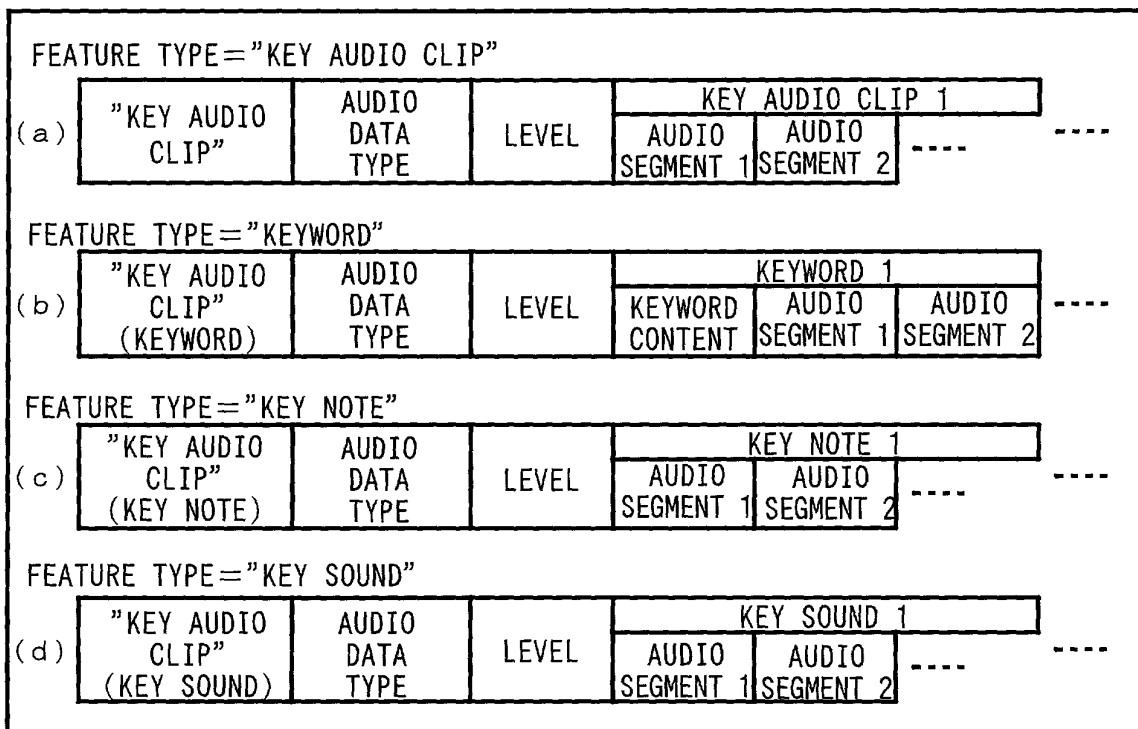 FEATURE TYPE="KEY AUDIO CLIP"
(a)
"KEY AUDIO
CLIP"
AUDIO
DATA
TYPE
LEVEL
KEY AUDIO CLIP 1
AUDIO
SEGMENT 1
AUDIO
SEGMENT 2
FEATURE TYPE="KEYWORD"
(b)
"KEY AUDIO
CLIP"
(KEYWORD)
AUDIO
DATA
TYPE
LEVEL
KEYWORD 1
KEYWORD
CONTENT
AUDIO
SEGMENT 1
AUDIO
SEGMENT 2
FEATURE TYPE="KEY NOTE"
(c)
"KEY AUDIO
CLIP"
(KEY NOTE)
AUDIO
DATA
TYPE
LEVEL
KEY NOTE 1
AUDIO
SEGMENT 1
AUDIO
SEGMENT 2
FEATURE TYPE="KEY SOUND"
(d)
"KEY AUDIO
CLIP"
(KEY SOUND)
AUDIO
DATA
TYPE
LEVEL
KEY SOUND 1
AUDIO
SEGMENT 1
AUDIO
SEGMENT 2